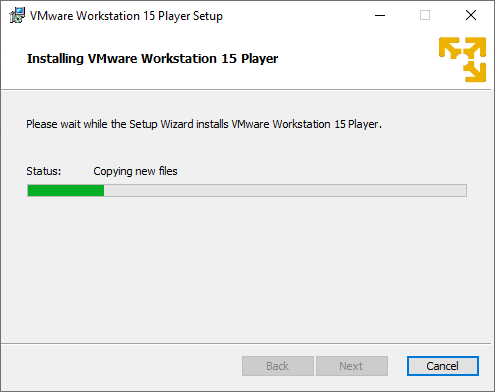 VMware Workstation 15 Player Setup
Installing VMware Workstation 15 Player
Please wait while the Setup Wizard installs VMware Workstation 15 Player.
Status: Copying new files
Back Next Cancel